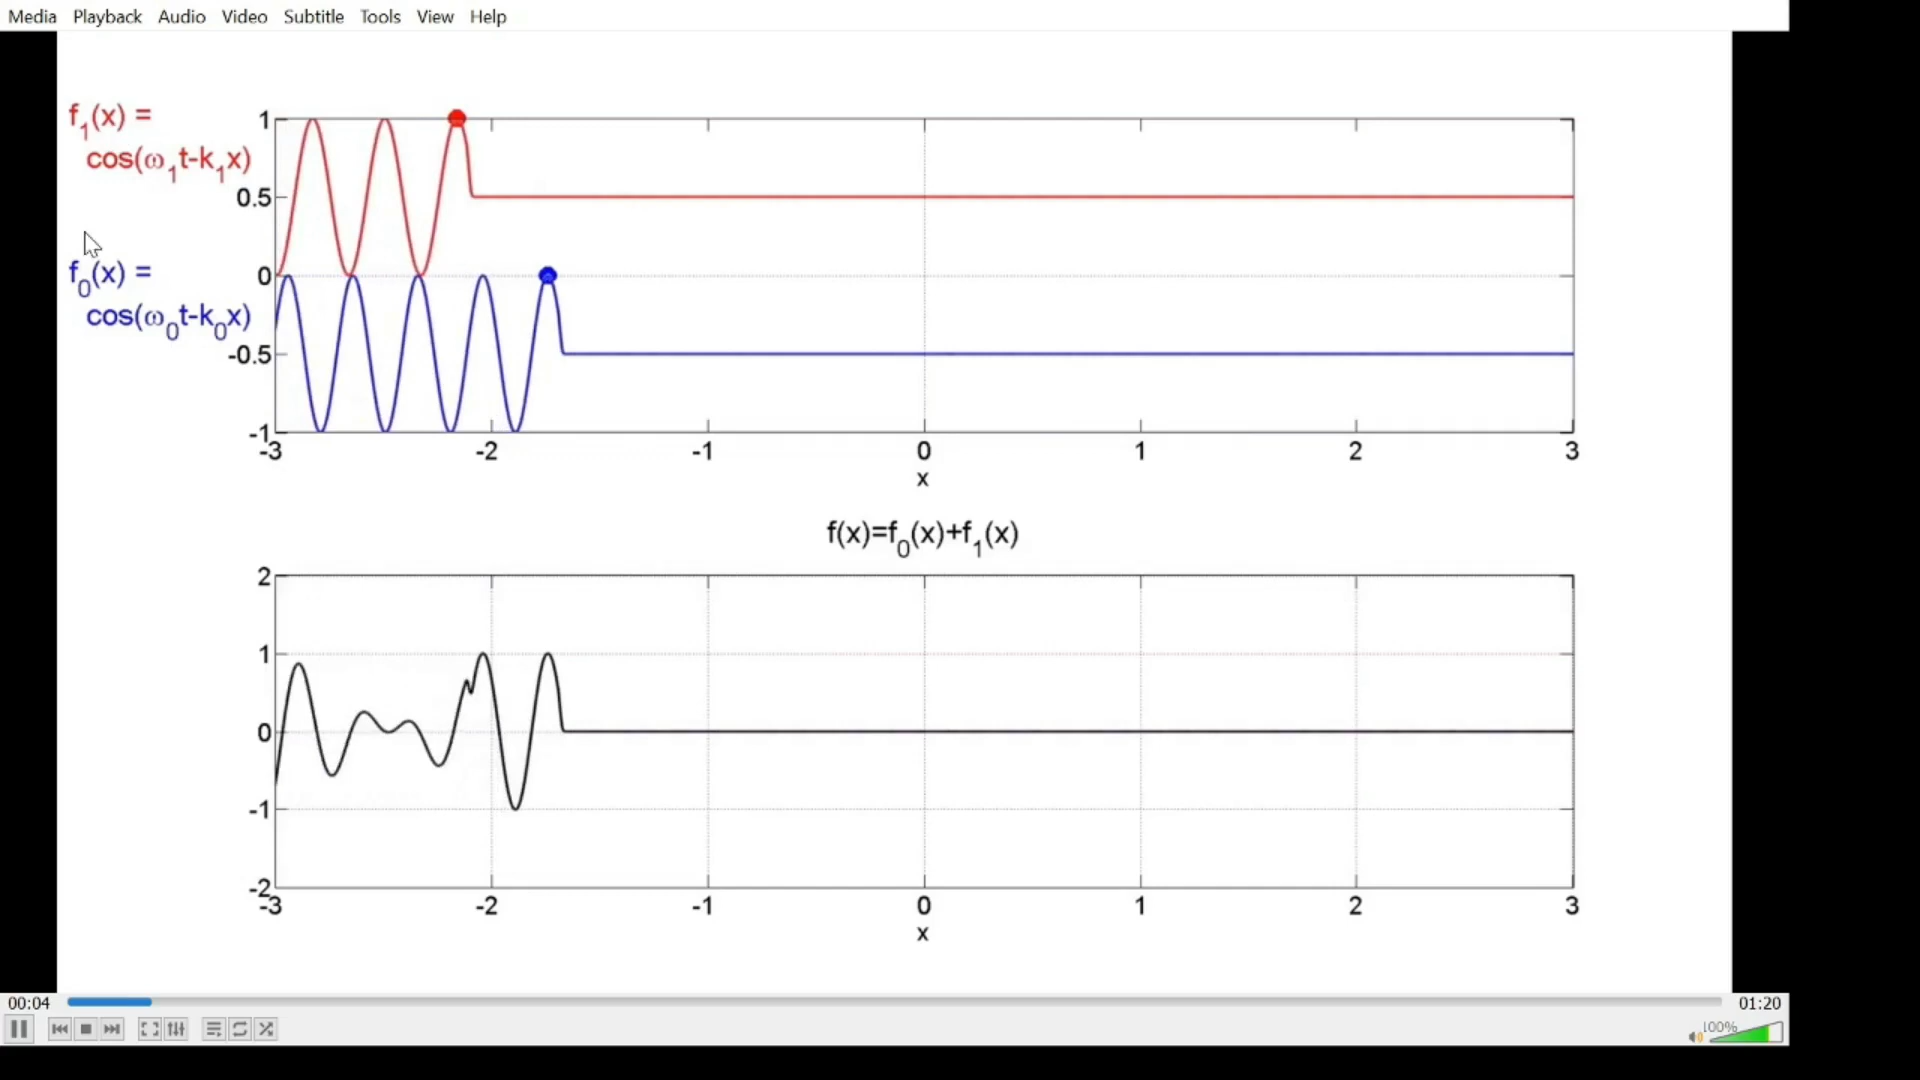 Media Playback Audio Video Subtitle Tools View Help
f₁(x) =
cos(ω₁t-k₁x)
f₀(x) =
cos(ω₀t-k₀x)
1
0.5
0
-0.5
-1
-3 -2 -1 0 1 2 3
x
f(x)=f₀(x)+f₁(x)
2
1
0
-1
-2
-3 -2 -1 0 1 2 3
x
00:04 01:20
100%